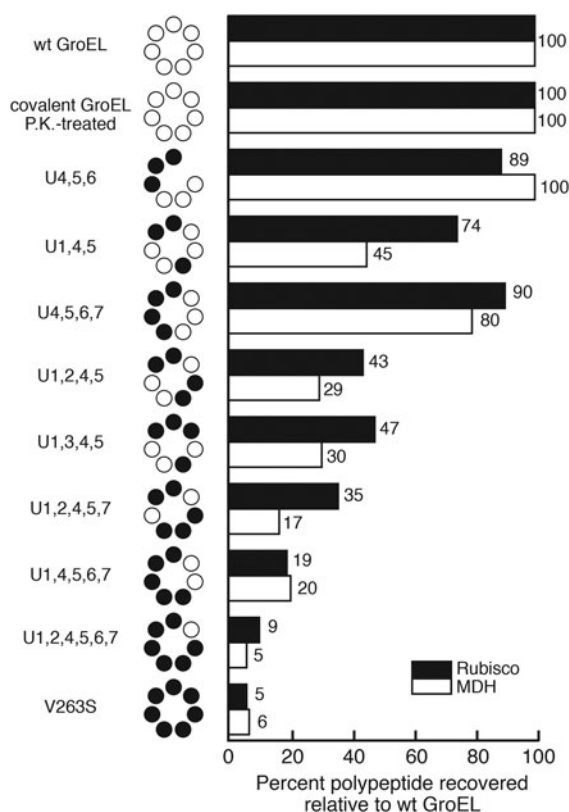 wt GroEL
100
covalent GroEL
P.K.-treated
100
100
U4,5,6
89
100
U1,4,5
74
45
U4,5,6,7
90
80
U1,2,4,5
43
29
U1,3,4,5
47
30
U1,2,4,5,7
35
17
U1,4,5,6,7
19
20
U1,2,4,5,6,7
9
5
V263S
5
6
Rubisco
MDH
0 20 40 60 80 100
Percent polypeptide recovered
relative to wt GroEL